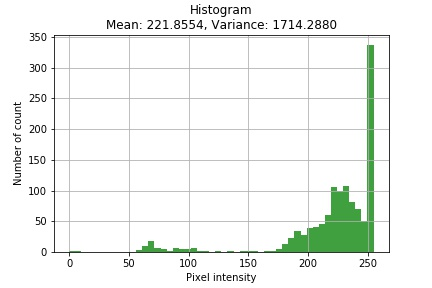 Histogram
Mean: 221.8554, Variance: 1714.2880
350
300
250
200
150
100
50
0
Number of count
0 50 100 150 200 250
Pixel intensity